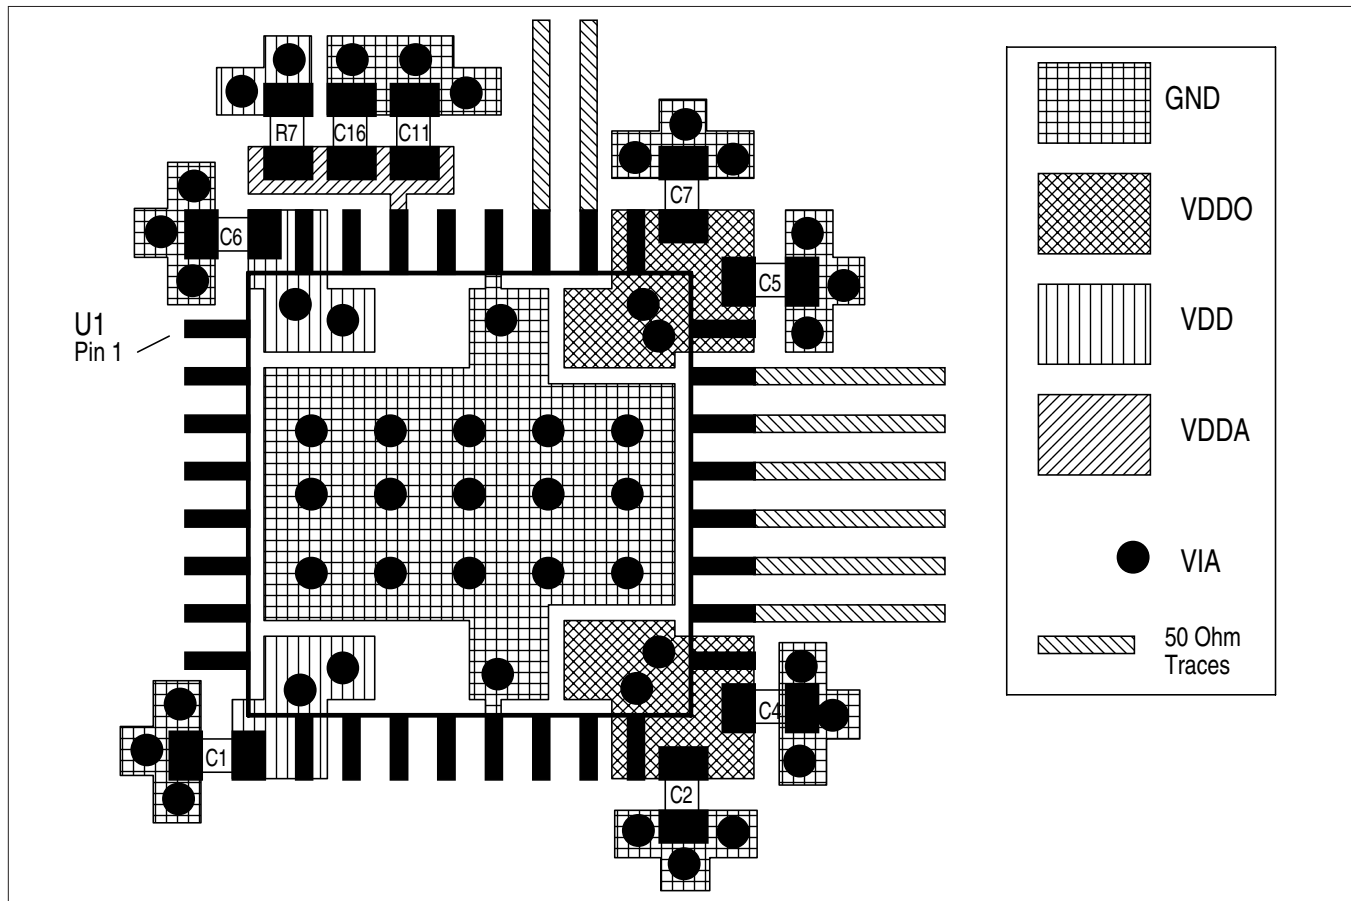 R7
C16
C11
C7
C6
C5
U1
Pin 1
C4
C1
C2
GND
VDDO
VDD
VDDA
VIA
50 Ohm
Traces